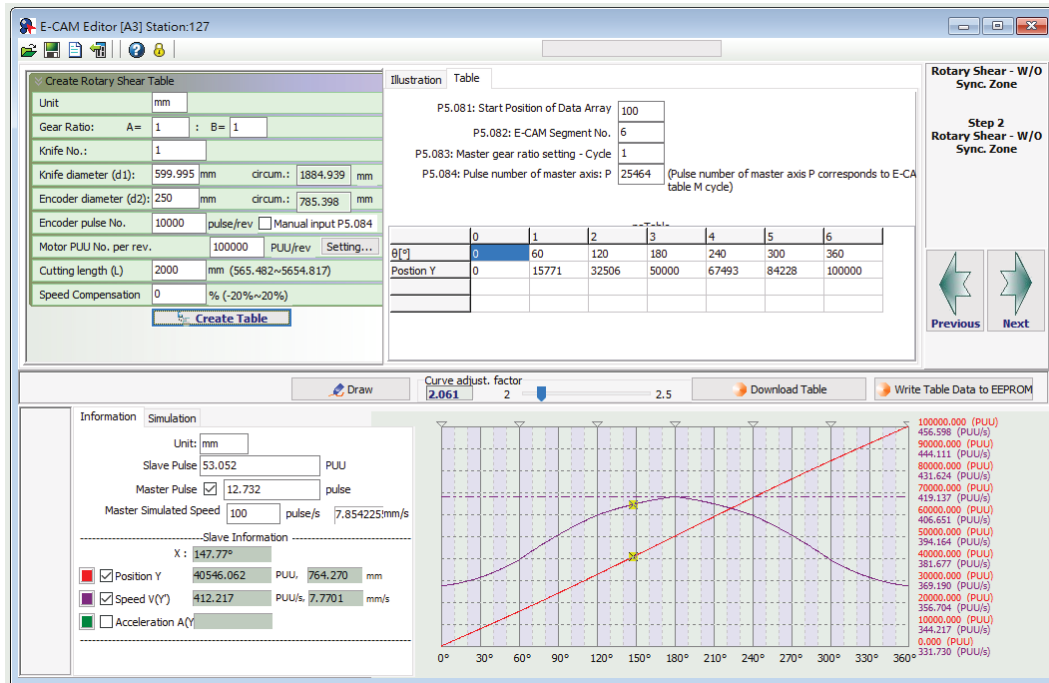 E-CAM Editor [A3] Station:127
Create Rotary Shear Table
Unit mm
Gear Ratio: A= 1 : B= 1
Knife No.: 1
Knife diameter (d1): 599.995 mm circum.: 1884.939 mm
Encoder diameter (d2): 250 mm circum.: 785.398 mm
Encoder pulse No. 10000 pulse/rev Manual input P5.084
Motor PUU No. per rev. 100000 PUU/rev Setting...
Cutting length (L) 2000 mm (565.482~5654.817)
Speed Compensation 0 % (-20%~20%)
Create Table
Illustration Table
P5.081: Start Position of Data Array 100
P5.082: E-CAM Segment No. 6
P5.083: Master gear ratio setting - Cycle 1
P5.084: Pulse number of master axis: P 25464 (Pulse number of master axis P corresponds to E-CA
table M cycle)
0 1 2 3 4 5 6
θ[°] 0 60 120 180 240 300 360
Postion Y 0 15771 32506 50000 67493 84228 100000
Rotary Shear - W/O
Sync. Zone
Step 2
Rotary Shear - W/O
Sync. Zone
Previous Next
Draw
Curve adjust. factor
2.061 2 2.5
Download Table
Write Table Data to EEPROM
Information Simulation
Unit: mm
Slave Pulse 53.052 PUU
Master Pulse 12.732 pulse
Master Simulated Speed 100 pulse/s 7.854225 mm/s
Slave Information
X : 147.77°
Position Y 40546.062 PUU, 764.270 mm
Speed V(Y') 412.217 PUU/s, 7.7701 mm/s
Acceleration A(Y
100000.000 (PUU)
456.598 (PUU/s)
90000.000 (PUU)
444.111 (PUU/s)
80000.000 (PUU)
431.624 (PUU/s)
70000.000 (PUU)
419.137 (PUU/s)
60000.000 (PUU)
406.651 (PUU/s)
50000.000 (PUU)
394.164 (PUU/s)
40000.000 (PUU)
381.677 (PUU/s)
30000.000 (PUU)
369.190 (PUU/s)
20000.000 (PUU)
356.704 (PUU/s)
10000.000 (PUU)
344.217 (PUU/s)
0.000 (PUU)
331.730 (PUU/s)
0° 30° 60° 90° 120° 150° 180° 210° 240° 270° 300° 330° 360°